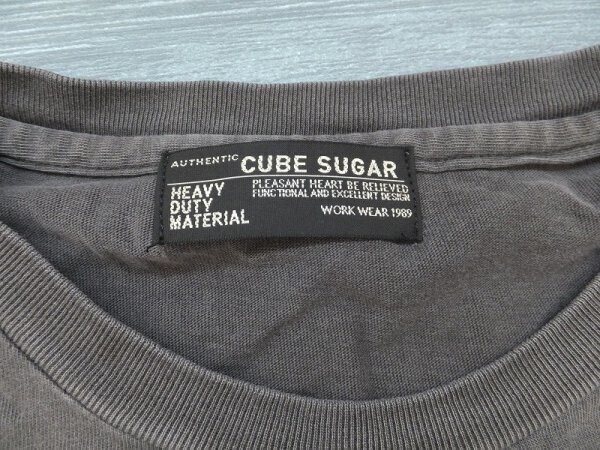 AUTHENTIC CUBE SUGAR
HEAVY DUTY MATERIAL
PLEASANT HEART BE RELIEVED
FUNCTIONAL AND EXCELLENT DESIGN
WORK WEAR 1989